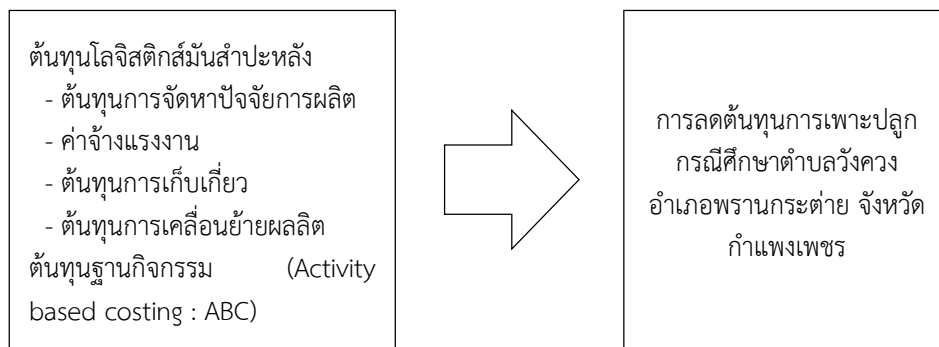 ต้นทุนโลจิสติกส์มันสำปะหลัง
- ต้นทุนการจัดหาปัจจัยการผลิต
- ค่าจ้างแรงงาน
- ต้นทุนการเก็บเกี่ยว
- ต้นทุนการเคลื่อนย้ายผลลิต
ต้นทุนฐานกิจกรรม (Activity
based costing : ABC)
การลดต้นทุนการเพาะปลูก
กรณีศึกษาตำบลวังควง
อำเภอพรานกระต่าย จังหวัด
กำแพงเพชร